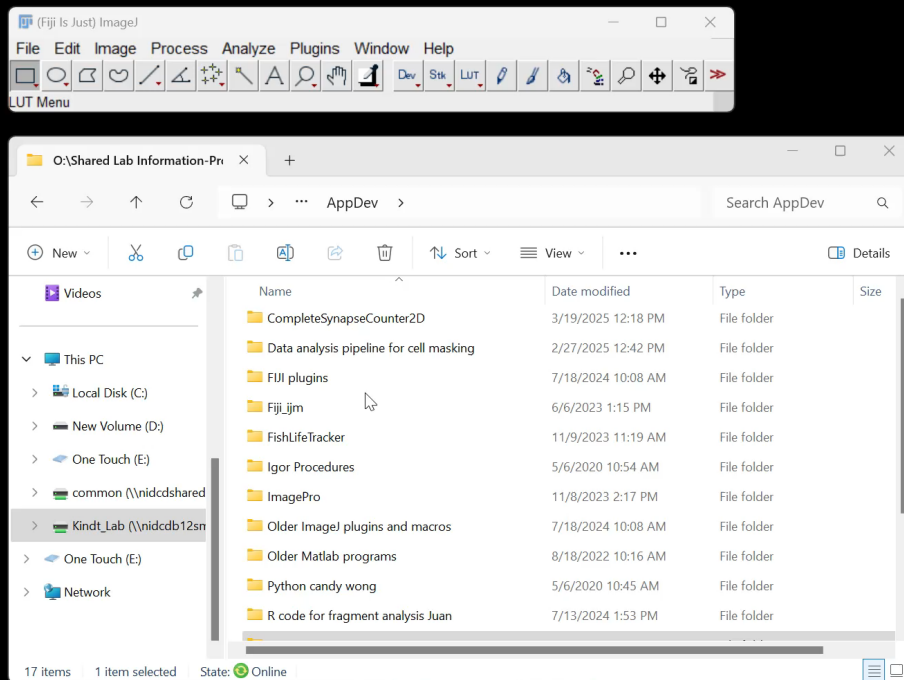 (Fiji Is Just) ImageJ
File Edit Image Process Analyze Plugins Window Help
Dev Stk LUT
LUT Menu
O:\Shared Lab Information-Pr
AppDev
Search AppDev
New Sort View Details
Videos
This PC
Local Disk (C:)
New Volume (D:)
One Touch (E:)
common (\\nidcdshared
Kindt_Lab (\\nidcdb12sm
One Touch (E:)
Network
Name Date modified Type Size
CompleteSynapseCounter2D 3/19/2025 12:18 PM File folder
Data analysis pipeline for cell masking 2/27/2025 12:42 PM File folder
FIJI plugins 7/18/2024 10:08 AM File folder
Fiji_ijm 6/6/2023 1:15 PM File folder
FishLifeTracker 11/9/2023 11:19 AM File folder
Igor Procedures 5/6/2020 10:54 AM File folder
ImagePro 11/8/2023 2:17 PM File folder
Older ImageJ plugins and macros 7/18/2024 10:08 AM File folder
Older Matlab programs 8/18/2022 10:16 AM File folder
Python candy wong 5/6/2020 10:45 AM File folder
R code for fragment analysis Juan 7/13/2024 1:53 PM File folder
17 items 1 item selected State: Online